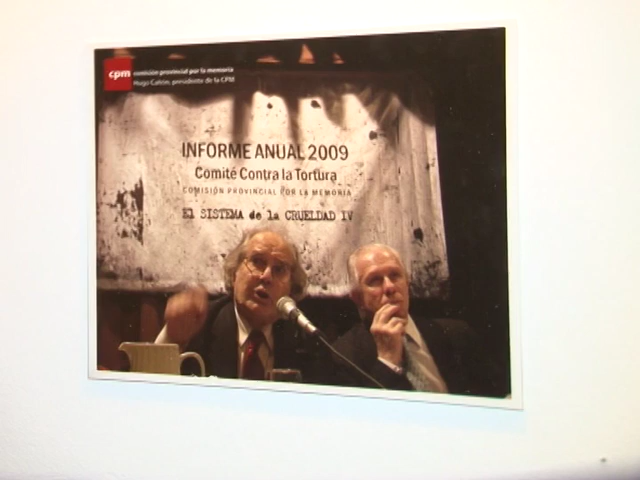 cpm comisión provincial por la memoria
Hugo Cañon, presidente de la CPM
INFORME ANUAL 2009
Comité Contra la Tortura
COMISIÓN PROVINCIAL POR LA MEMORIA
El SISTEMA de la CRUELDAD IV